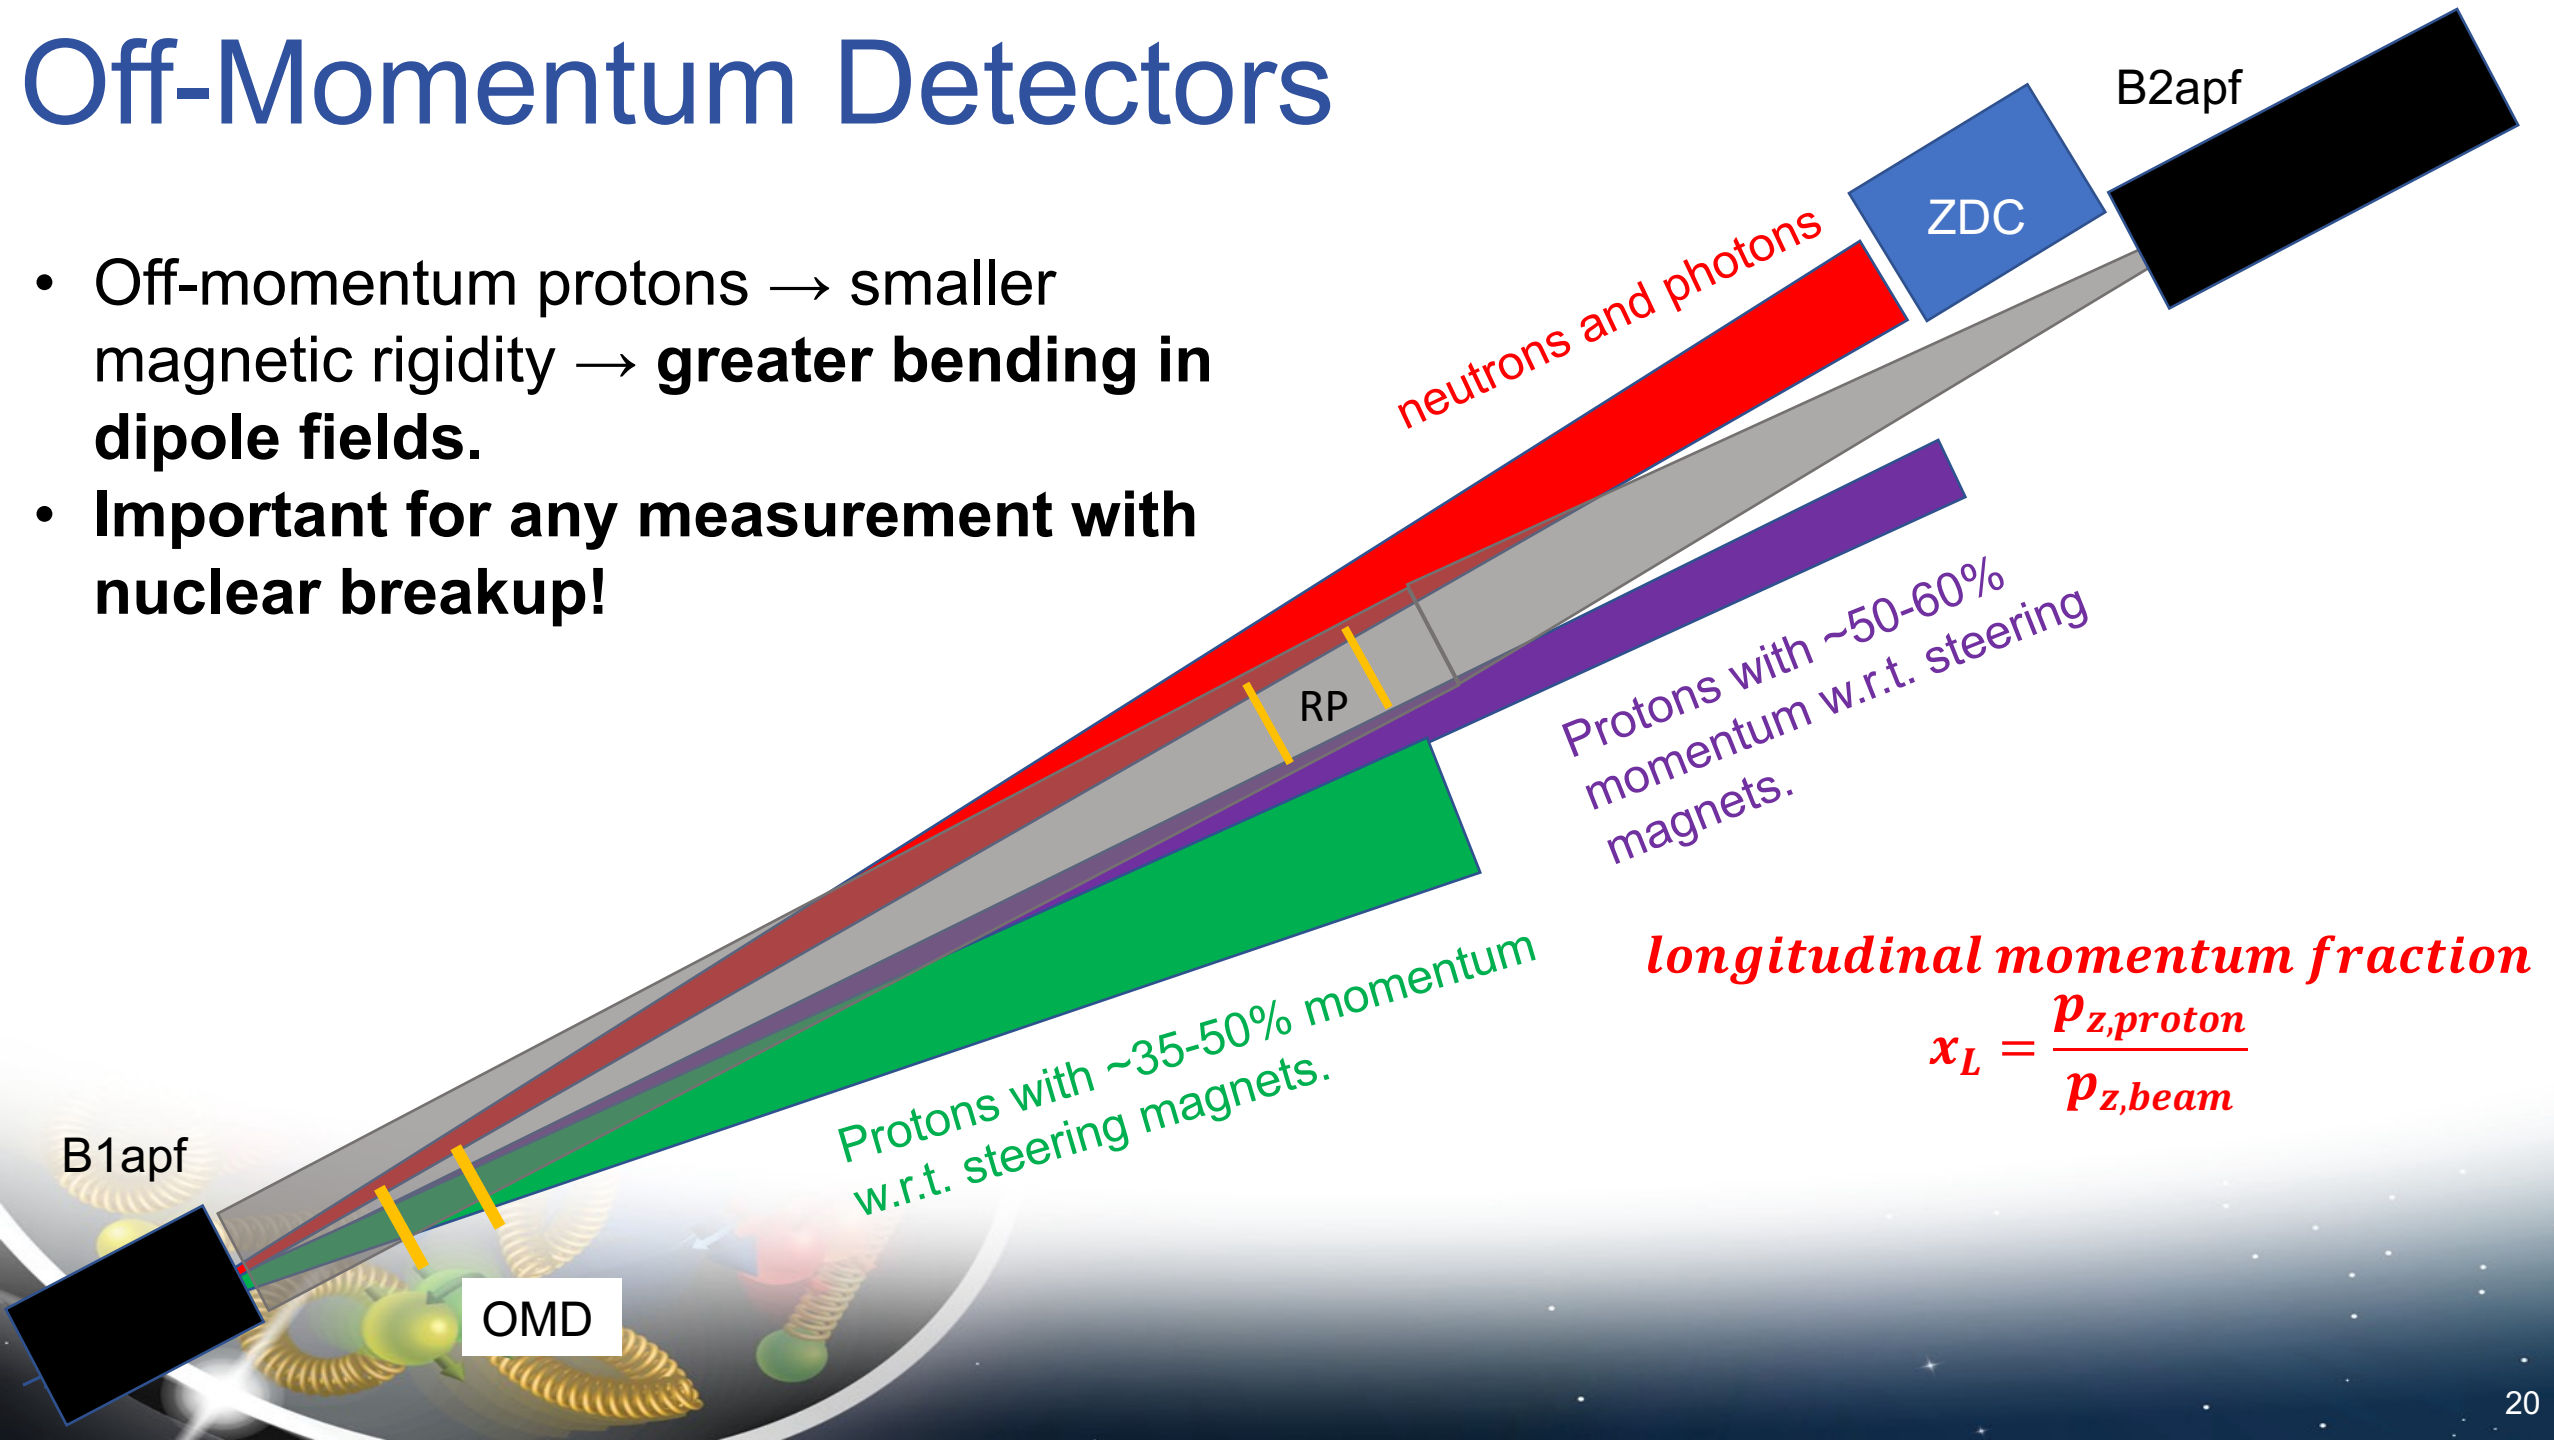 Off-Momentum Detectors
B2apf
ZDC
neutrons and photons
• Off-momentum protons → smaller
magnetic rigidity → greater bending in
dipole fields.
• Important for any measurement with
nuclear breakup!
RP
Protons with ~50-60%
momentum w.r.t. steering
magnets.
Protons with ~35-50% momentum
w.r.t. steering magnets.
longitudinal momentum fraction
x_L = p_{z,proton} / p_{z,beam}
B1apf
OMD
20